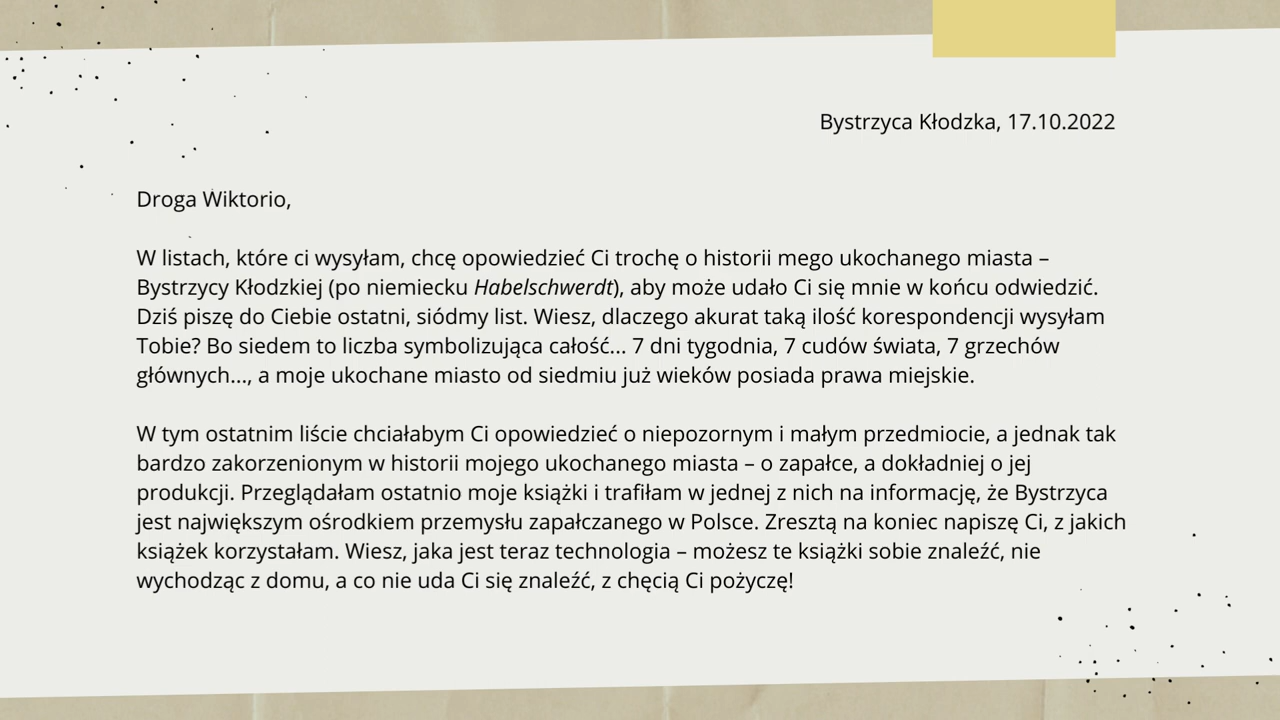 Bystrzyca Kłodzka, 17.10.2022
Droga Wiktorio,
W listach, które ci wysyłam, chcę opowiedzieć Ci trochę o historii mego ukochanego miasta –
Bystrzycy Kłodzkiej (po niemiecku Habelschwerdt), aby może udało Ci się mnie w końcu odwiedzić.
Dziś piszę do Ciebie ostatni, siódmy list. Wiesz, dlaczego akurat taką ilość korespondencji wysyłam
Tobie? Bo siedem to liczba symbolizująca całość... 7 dni tygodnia, 7 cudów świata, 7 grzechów
głównych..., a moje ukochane miasto od siedmiu już wieków posiada prawa miejskie.
W tym ostatnim liście chciałabym Ci opowiedzieć o niepozornym i małym przedmiocie, a jednak tak
bardzo zakorzenionym w historii mojego ukochanego miasta – o zapałce, a dokładniej o jej
produkcji. Przeglądałam ostatnio moje książki i trafiłam w jednej z nich na informację, że Bystrzyca
jest największym ośrodkiem przemysłu zapałczanego w Polsce. Zresztą na koniec napiszę Ci, z jakich
książek korzystałam. Wiesz, jaka jest teraz technologia – możesz te książki sobie znaleźć, nie
wychodząc z domu, a co nie uda Ci się znaleźć, z chęcią Ci pożyczę!